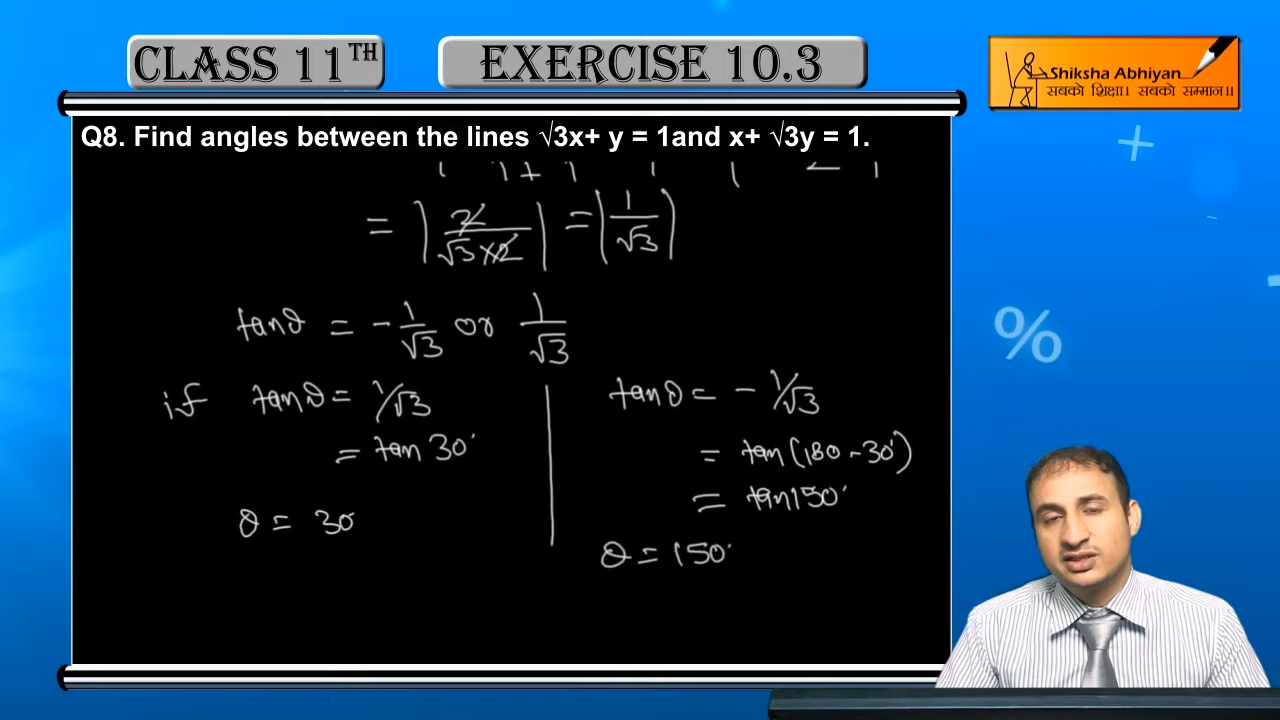 CLASS 11TH
EXERCISE 10.3
Shiksha Abhiyan
सबको शिक्षा। सबको सम्मान।।
Q8. Find angles between the lines √3x+ y = 1and x+ √3y = 1.
= |2/√3×2| = |1/√3|
tanθ = -1/√3 or 1/√3
if tanθ = 1/√3
= tan 30°
θ = 30
tanθ = - 1/√3
= tan(180-30°)
= tan150°
θ = 150°
%
+